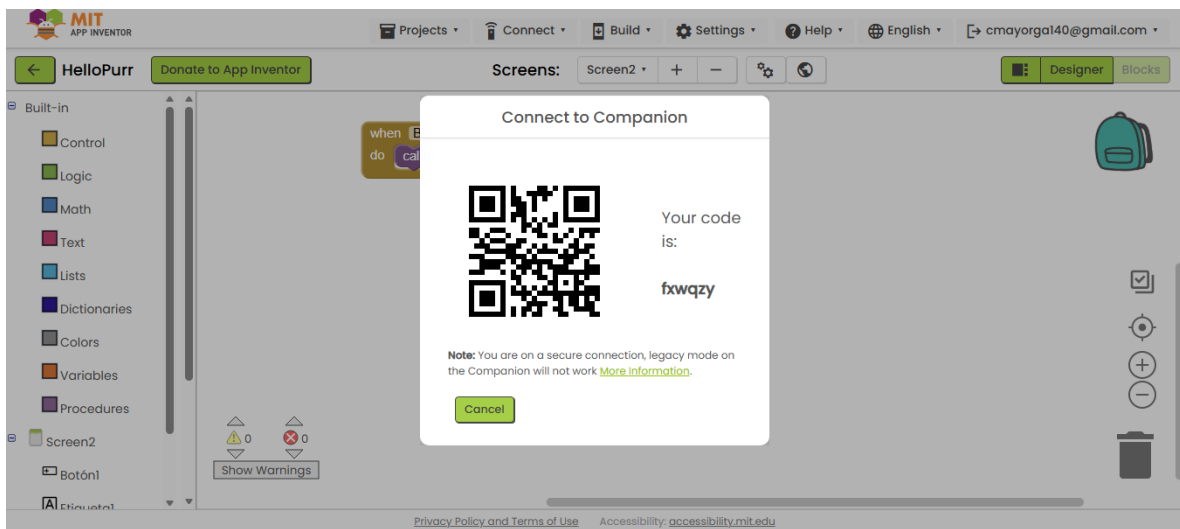 MIT
APP INVENTOR
Projects Connect Build Settings Help English cmayorga140@gmail.com
HelloPurr Donate to App Inventor Screens: Screen2 + − Designer Blocks
Built-in
Control
Logic
Math
Text
Lists
Dictionaries
Colors
Variables
Procedures
Screen2
Botón1
when B
do cal
Connect to Companion
Your code
is:
fxwqzy
Note: You are on a secure connection, legacy mode on
the Companion will not work More Information.
Cancel
0 0
Show Warnings
Privacy Policy and Terms of Use Accessibility: accessibility.mit.edu